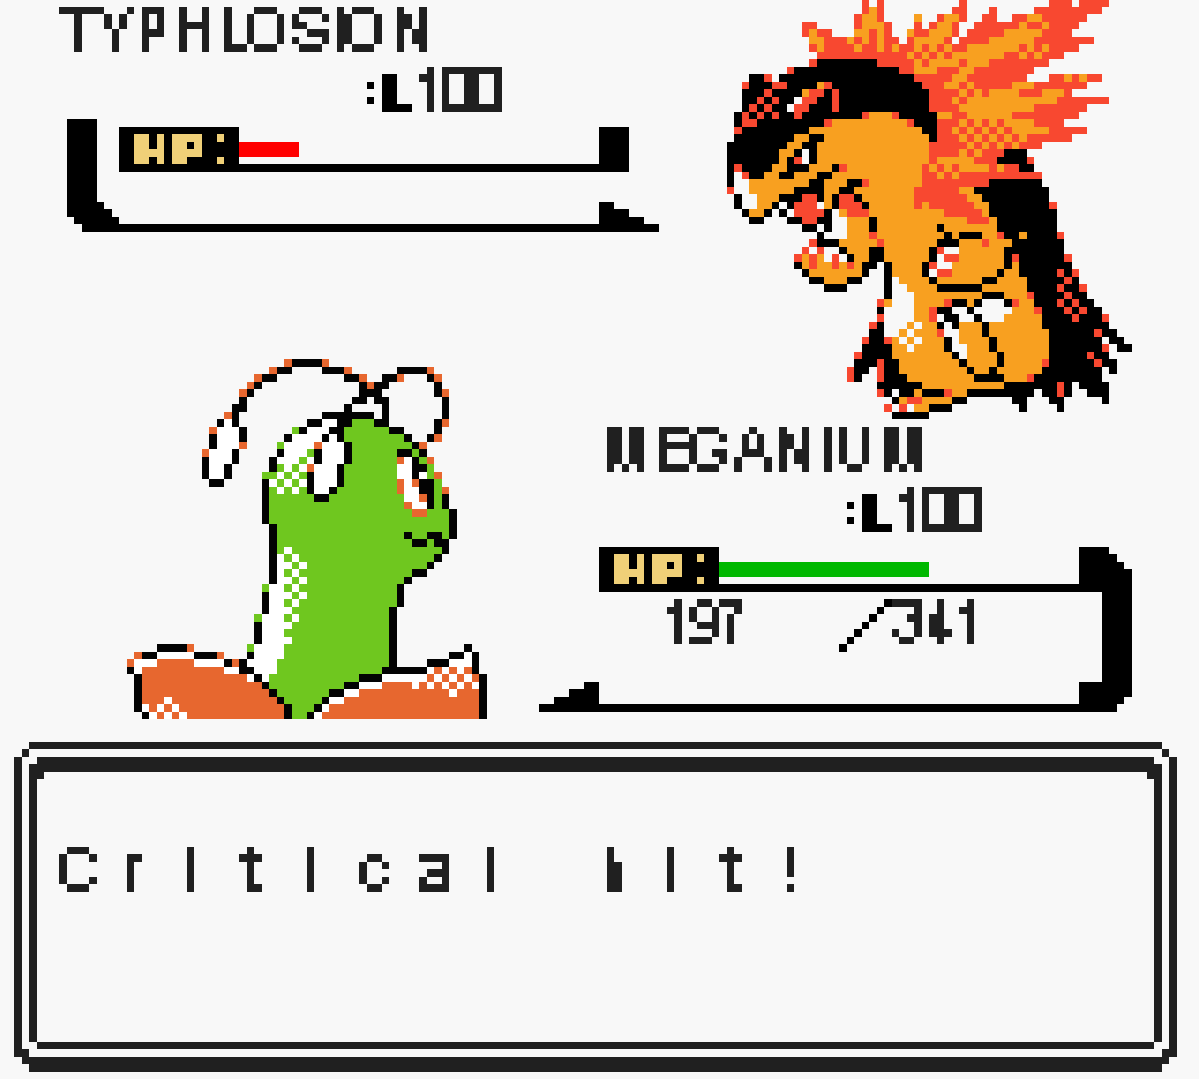 TYPHLOSION
:L100
HP:
MEGANIUM
:L100
HP:
197 /341
Critical hit!